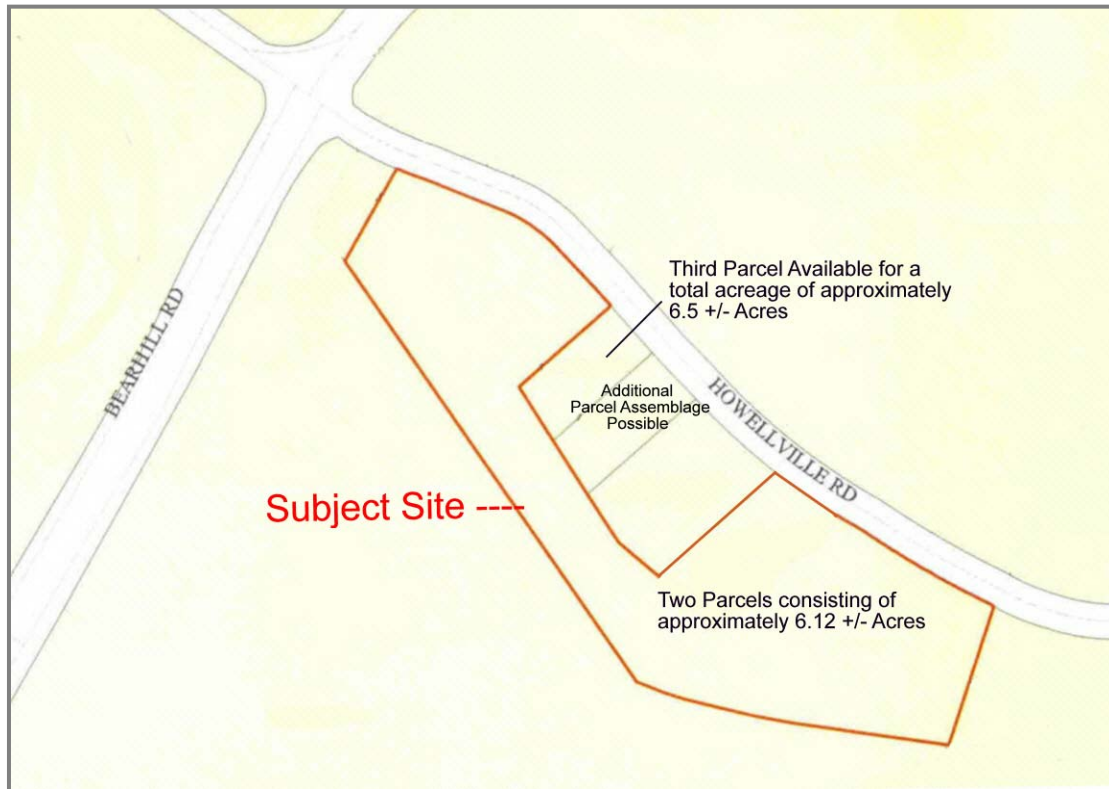 BEARHILL RD
Third Parcel Available for a
total acreage of approximately
6.5 +/- Acres
Additional
Parcel Assemblage
Possible
HOWELLVILLE RD
Subject Site ----
Two Parcels consisting of
approximately 6.12 +/- Acres